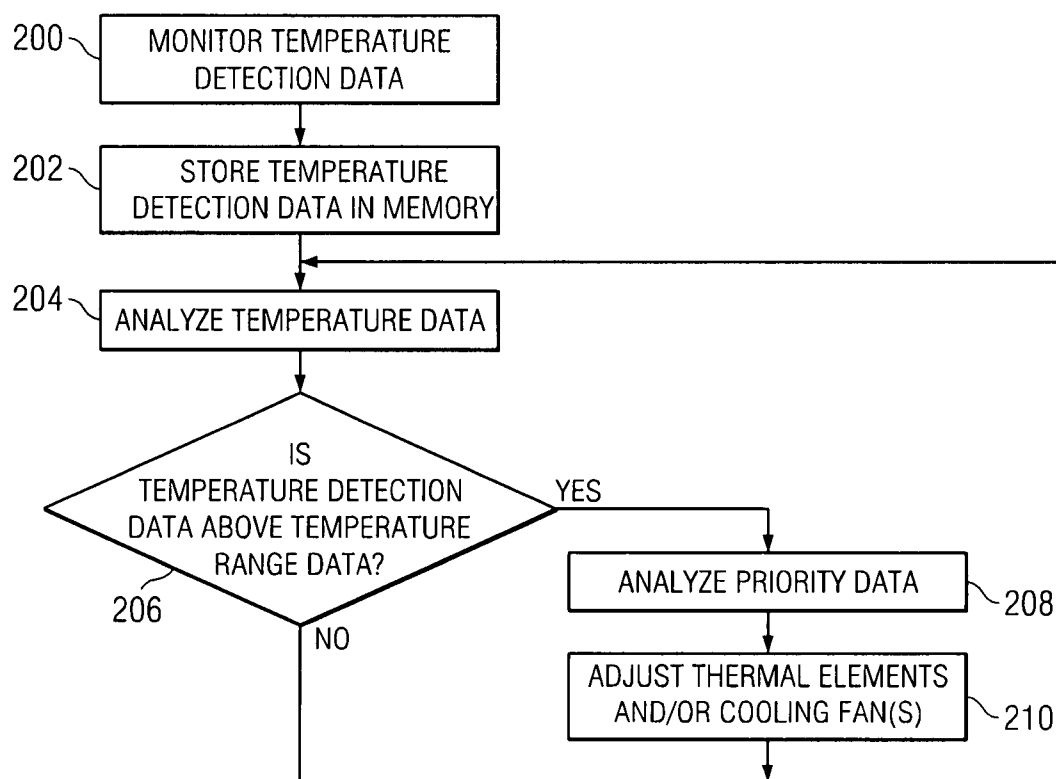 200
MONITOR TEMPERATURE
DETECTION DATA
202
STORE TEMPERATURE
DETECTION DATA IN MEMORY
204
ANALYZE TEMPERATURE DATA
IS
TEMPERATURE DETECTION
DATA ABOVE TEMPERATURE
RANGE DATA?
206
YES
NO
ANALYZE PRIORITY DATA
208
ADJUST THERMAL ELEMENTS
AND/OR COOLING FAN(S)
210